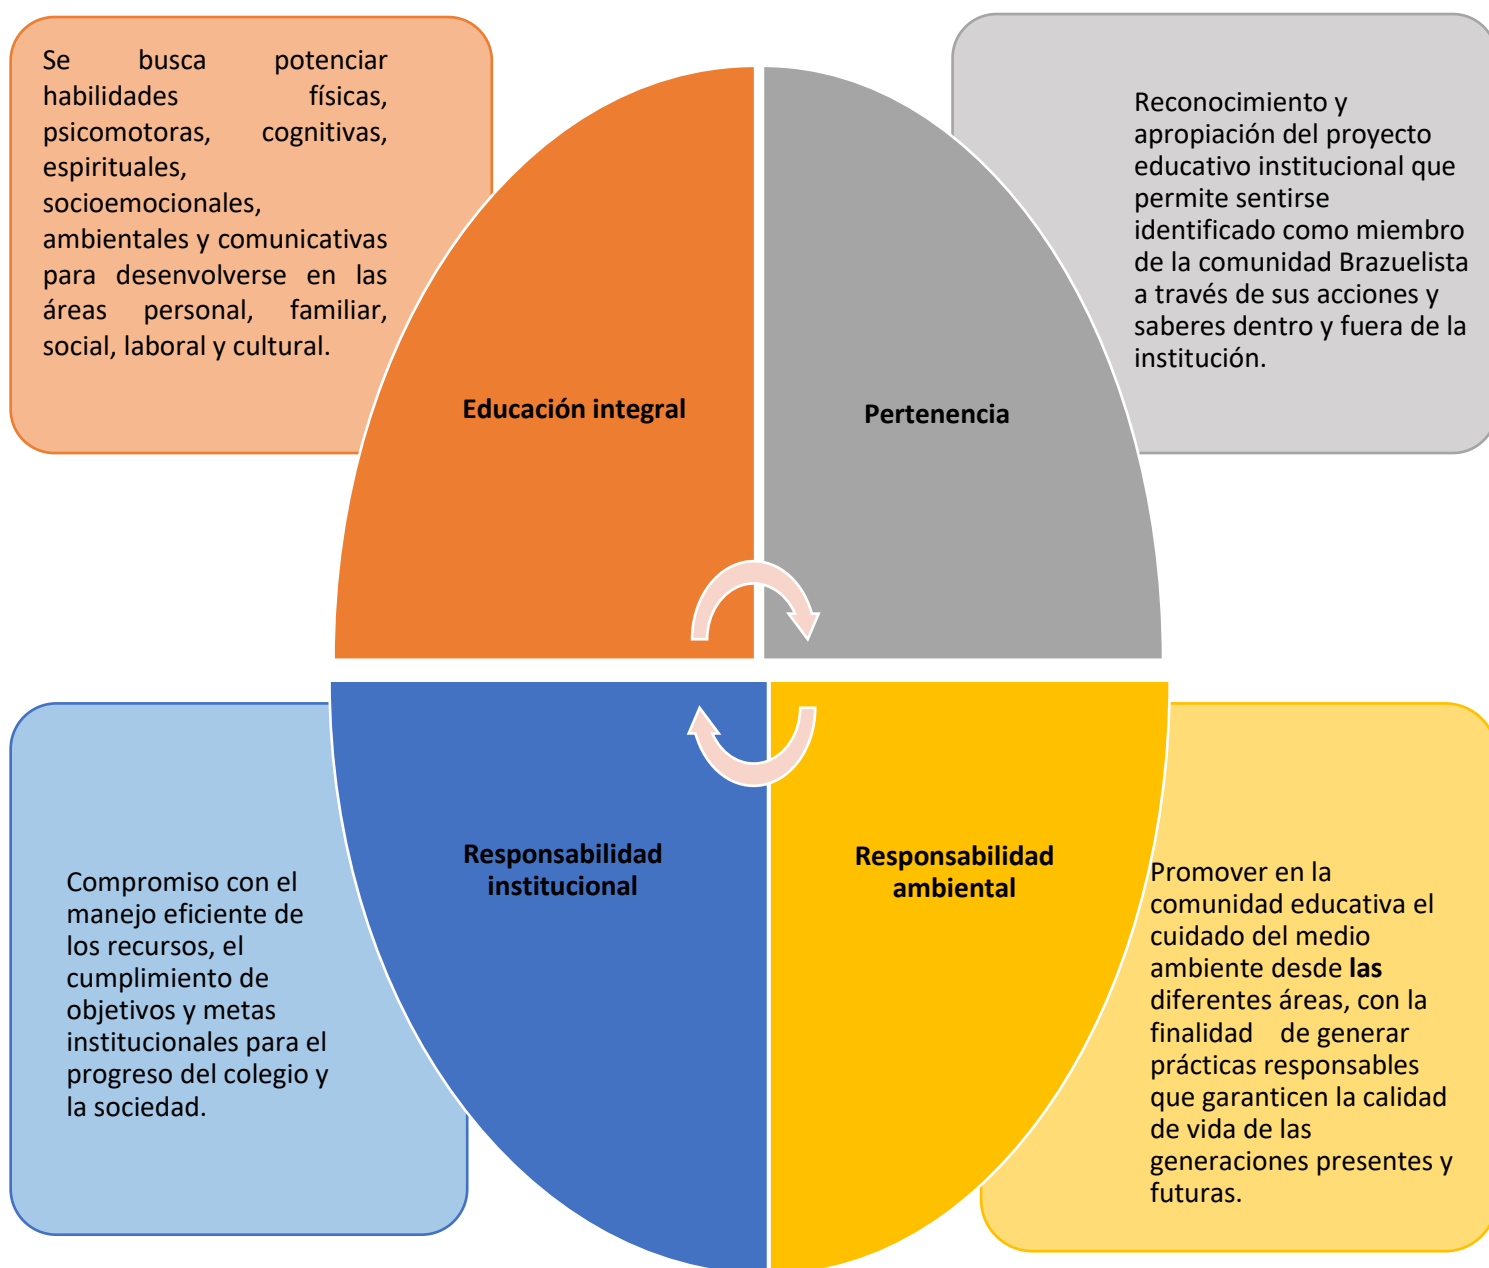 Se busca potenciar
habilidades físicas,
psicomotoras, cognitivas,
espirituales,
socioemocionales,
ambientales y comunicativas
para desenvolverse en las
áreas personal, familiar,
social, laboral y cultural.
Educación integral
Reconocimiento y
apropiación del proyecto
educativo institucional que
permite sentirse
identificado como miembro
de la comunidad Brazuelista
a través de sus acciones y
saberes dentro y fuera de la
institución.
Pertenencia
Responsabilidad
institucional
Compromiso con el
manejo eficiente de
los recursos, el
cumplimiento de
objetivos y metas
institucionales para el
progreso del colegio y
la sociedad.
Responsabilidad
ambiental
Promover en la
comunidad educativa el
cuidado del medio
ambiente desde las
diferentes áreas, con la
finalidad de generar
prácticas responsables
que garanticen la calidad
de vida de las
generaciones presentes y
futuras.